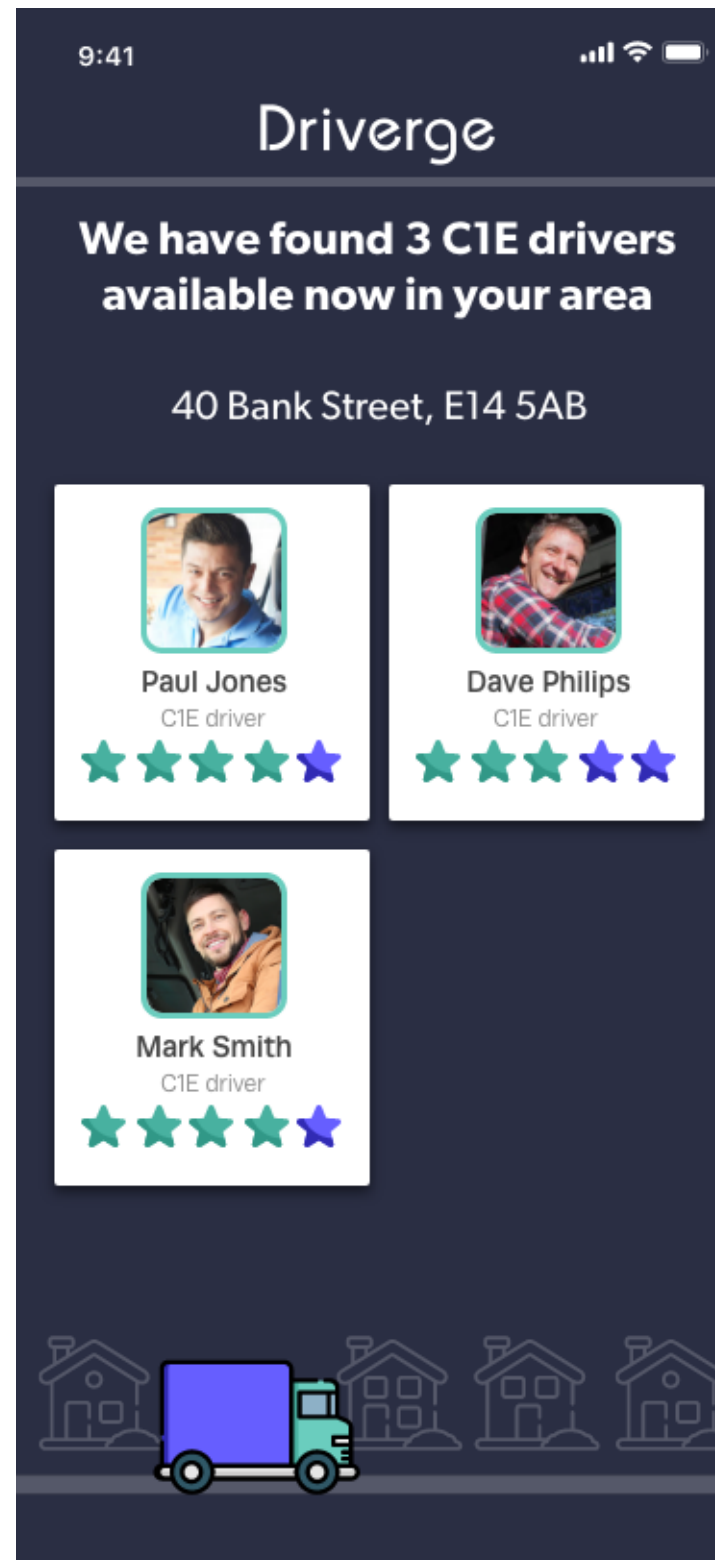 9:41
Driverge
We have found 3 C1E drivers
available now in your area
40 Bank Street, E14 5AB
Paul Jones
C1E driver
Dave Philips
C1E driver
Mark Smith
C1E driver